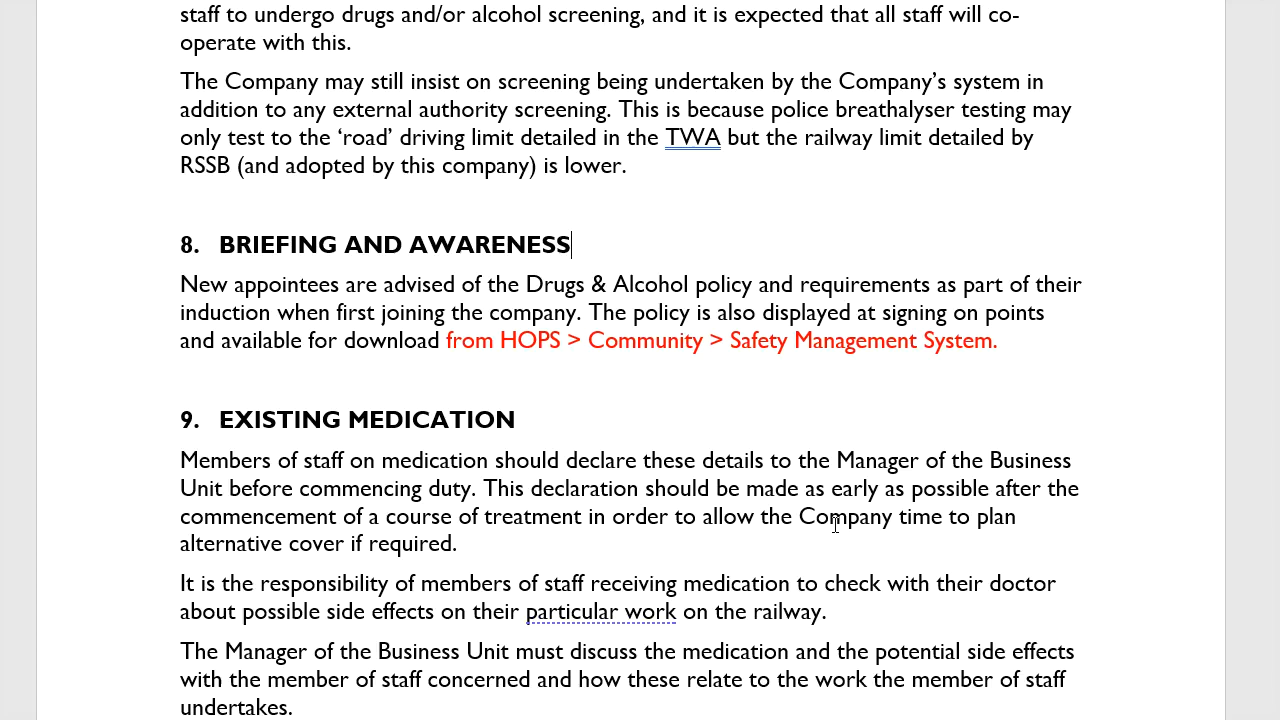 staff to undergo drugs and/or alcohol screening, and it is expected that all staff will co-
operate with this.
The Company may still insist on screening being undertaken by the Company’s system in
addition to any external authority screening. This is because police breathalyser testing may
only test to the ‘road’ driving limit detailed in the TWA but the railway limit detailed by
RSSB (and adopted by this company) is lower.
8. BRIEFING AND AWARENESS
New appointees are advised of the Drugs & Alcohol policy and requirements as part of their
induction when first joining the company. The policy is also displayed at signing on points
and available for download from HOPS > Community > Safety Management System.
9. EXISTING MEDICATION
Members of staff on medication should declare these details to the Manager of the Business
Unit before commencing duty. This declaration should be made as early as possible after the
commencement of a course of treatment in order to allow the Company time to plan
alternative cover if required.
It is the responsibility of members of staff receiving medication to check with their doctor
about possible side effects on their particular work on the railway.
The Manager of the Business Unit must discuss the medication and the potential side effects
with the member of staff concerned and how these relate to the work the member of staff
undertakes.